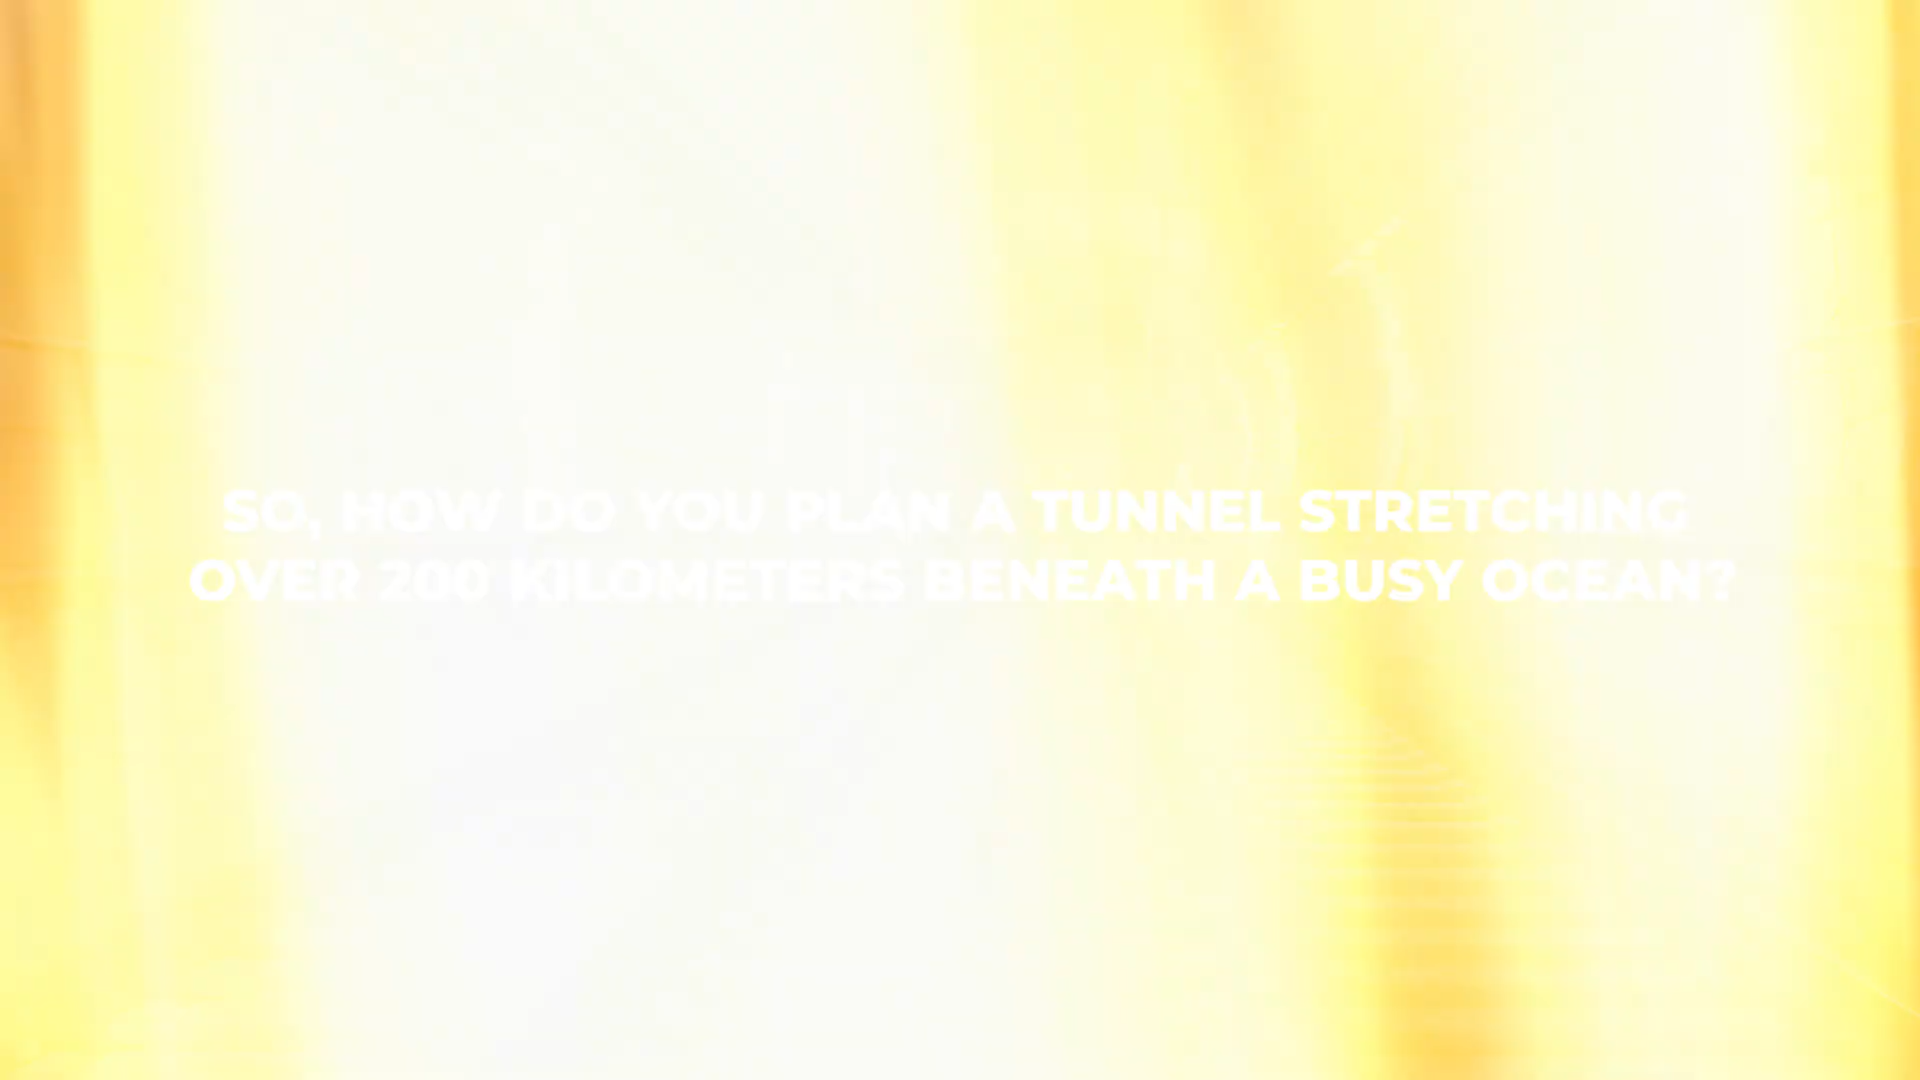 SO, HOW DO YOU PLAN A TUNNEL STRETCHING
OVER 200 KILOMETERS BENEATH A BUSY OCEAN?